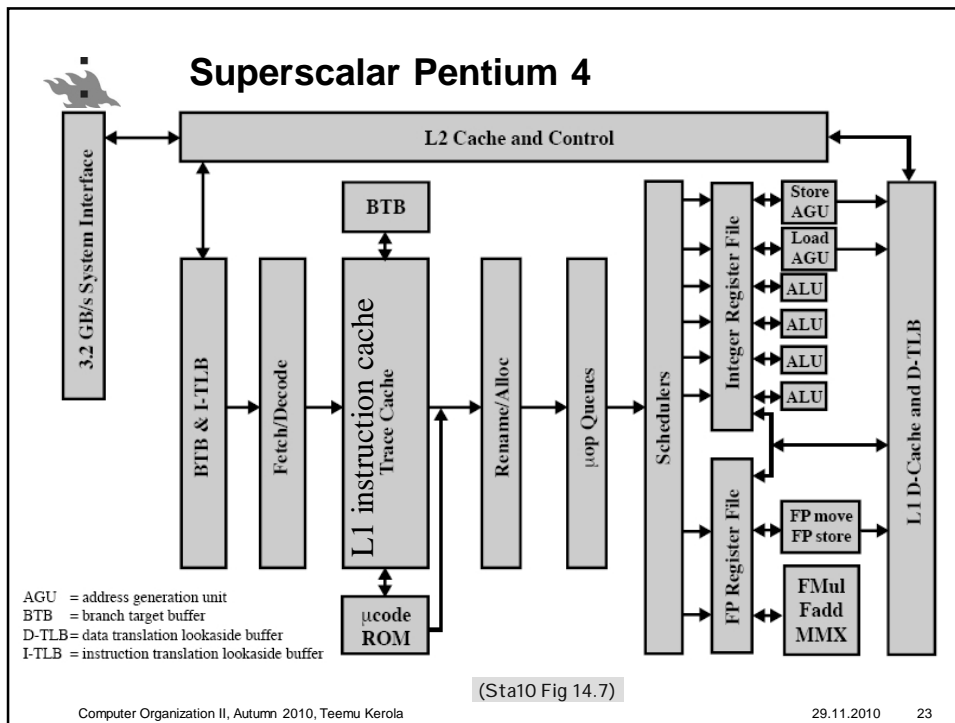 Superscalar Pentium 4
L2 Cache and Control
3.2 GB/s System Interface
BTB
BTB & I-TLB
Fetch/Decode
L1 instruction cache
Trace Cache
μcode
ROM
Rename/Alloc
μop Queues
Schedulers
Integer Register File
FP Register File
Store
AGU
Load
AGU
ALU
ALU
ALU
ALU
FP move
FP store
FMul
Fadd
MMX
L1 D-Cache and D-TLB
AGU = address generation unit
BTB = branch target buffer
D-TLB= data translation lookaside buffer
I-TLB = instruction translation lookaside buffer
(Sta10 Fig 14.7)
Computer Organization II, Autumn 2010, Teemu Kerola
29.11.2010 23